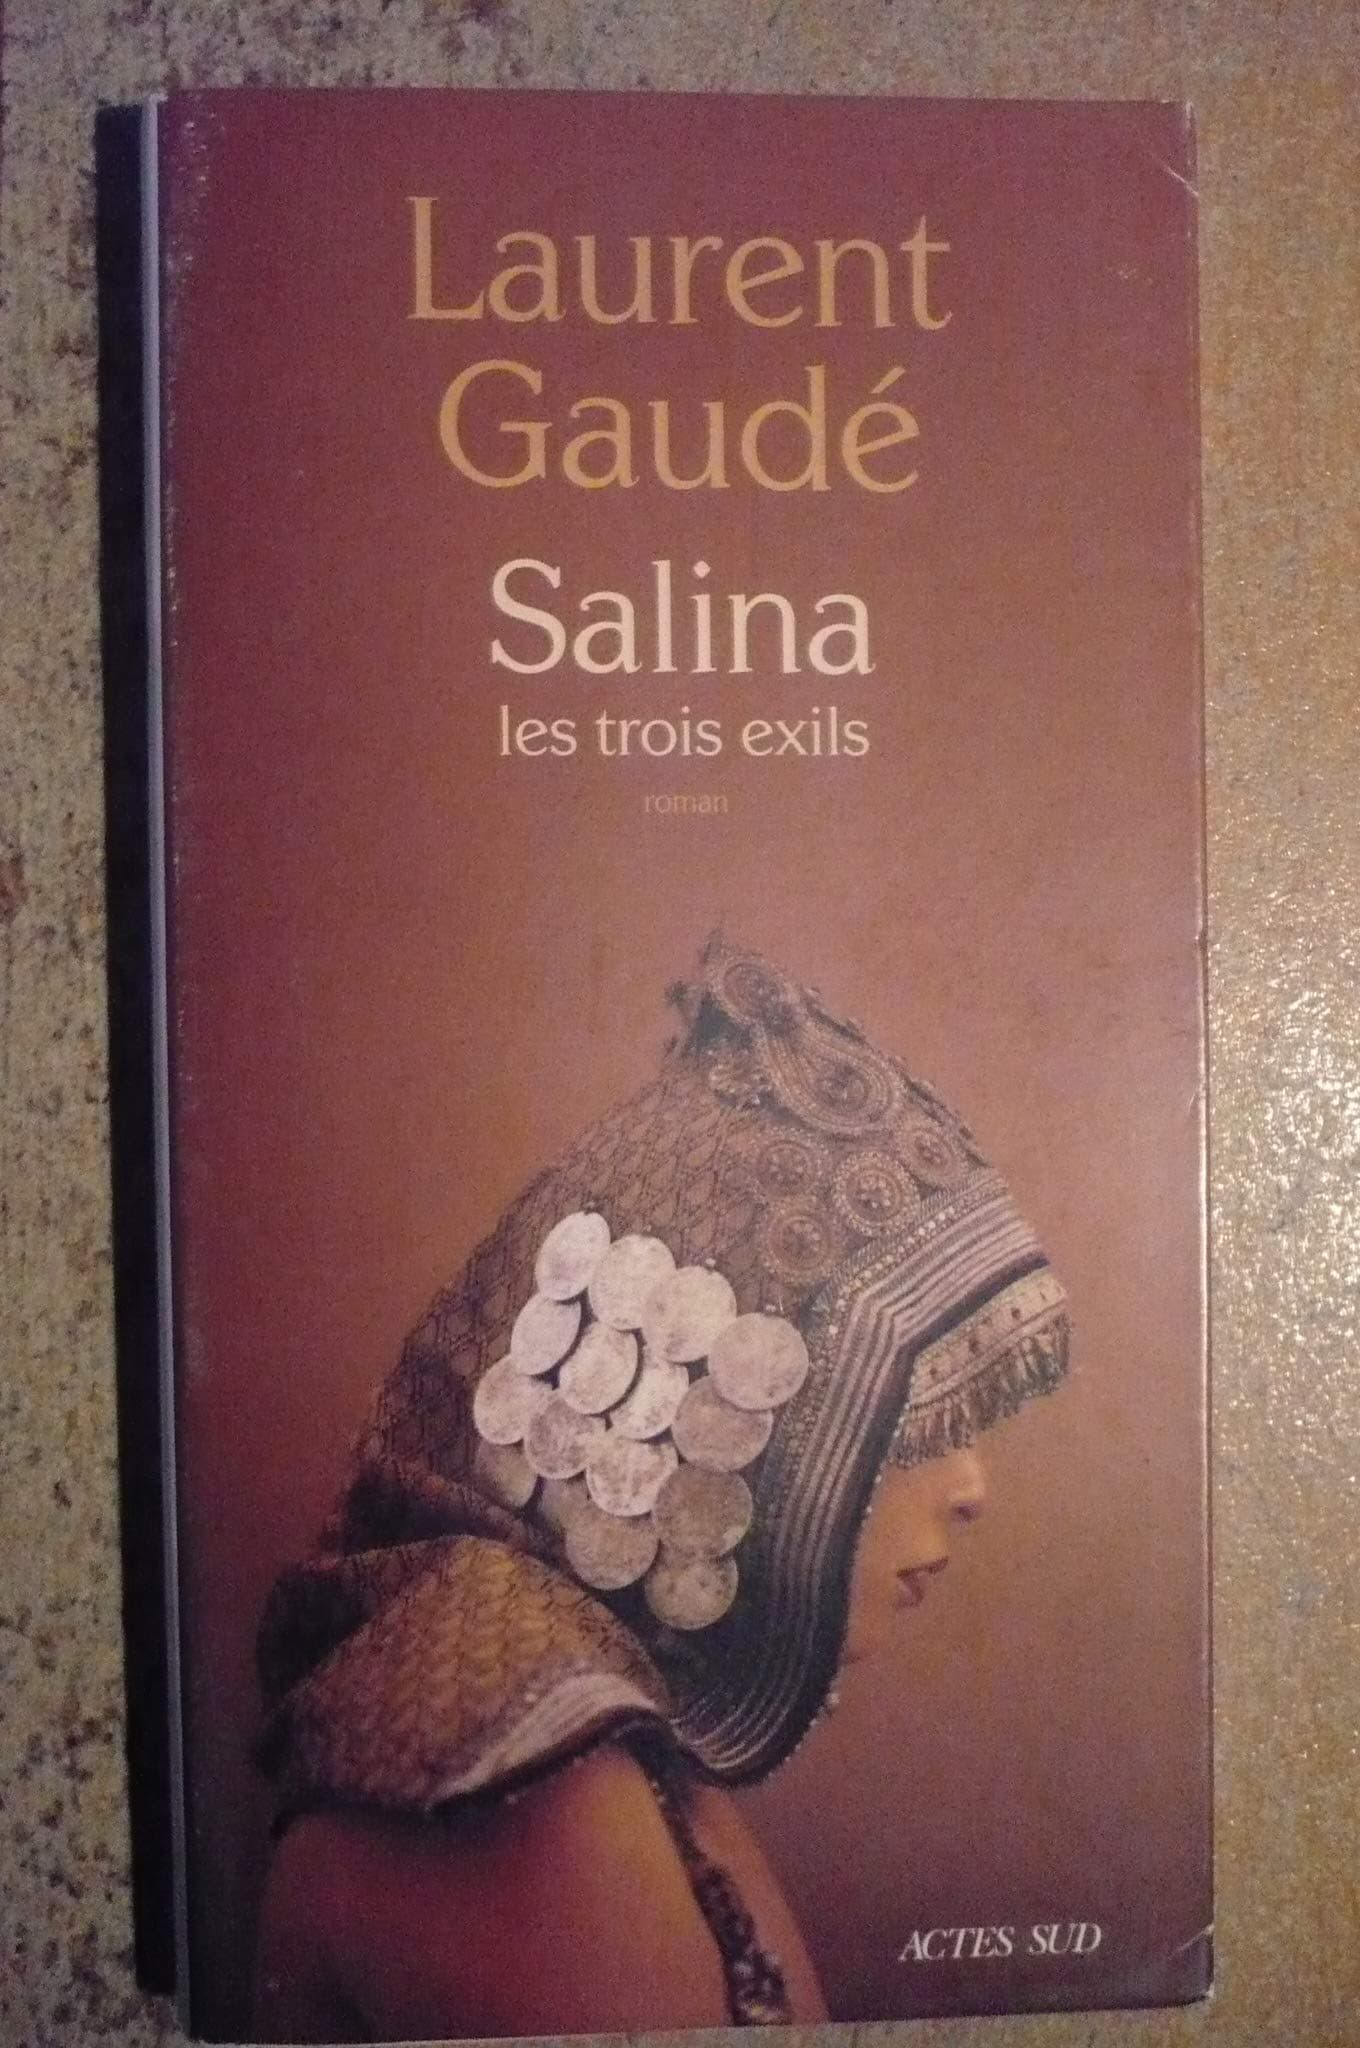 Laurent
Gaudé
Salina
les trois exils
roman
ACTES SUD